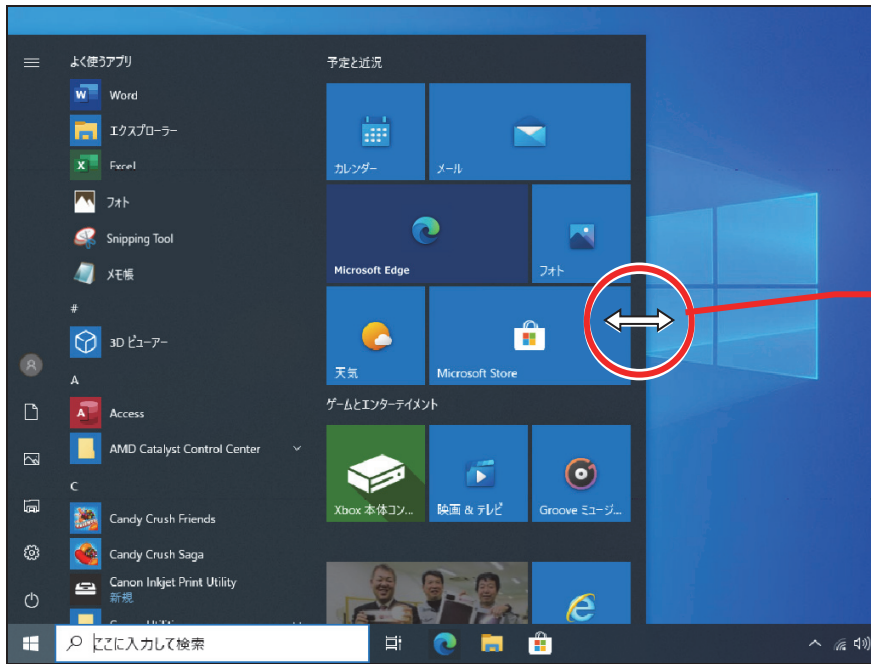 よく使うアプリ
Word
エクスプローラー
Excel
フォト
Snipping Tool
メモ帳
#
3D ビューアー
A
Access
AMD Catalyst Control Center
C
Candy Crush Friends
Candy Crush Saga
Canon Inkjet Print Utility
新規
予定と近況
カレンダー
メール
Microsoft Edge
フォト
天気
Microsoft Store
ゲームとエンターテイメント
Xbox 本体コン...
映画 & テレビ
Groove ミュージ...
ここに入力して検索